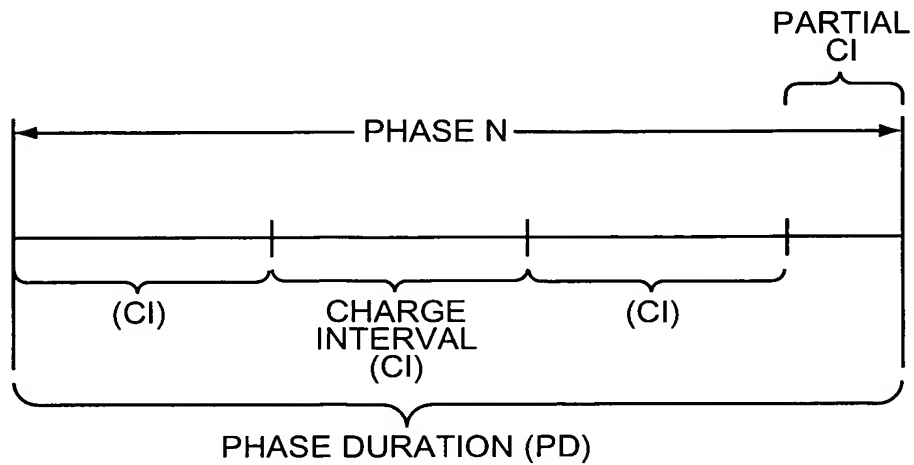 PARTIAL
CI
PHASE N
(CI)
CHARGE
INTERVAL
(CI)
(CI)
PHASE DURATION (PD)